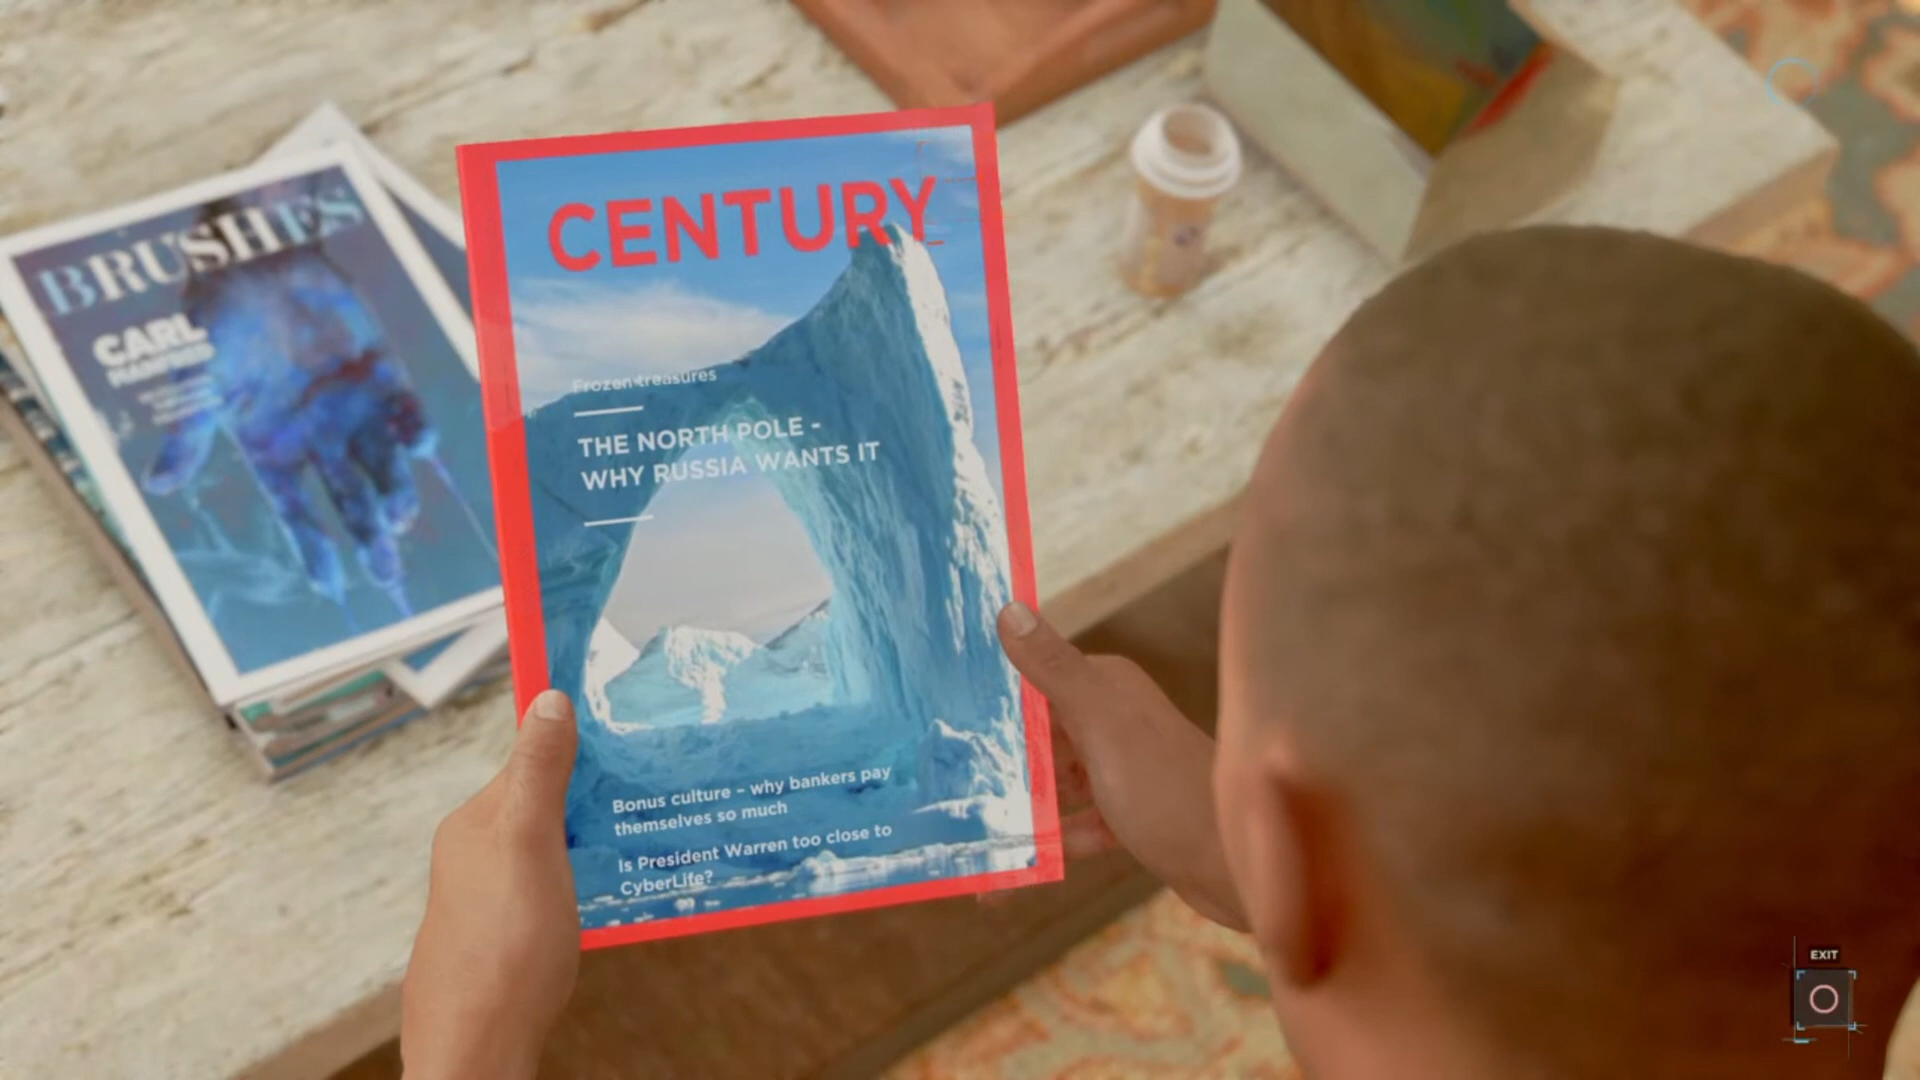 BRUSHES
CARL
MANFRED
CENTURY
Frozen treasures
THE NORTH POLE -
WHY RUSSIA WANTS IT
Bonus culture – why bankers pay
themselves so much
Is President Warren too close to
CyberLife?
EXIT